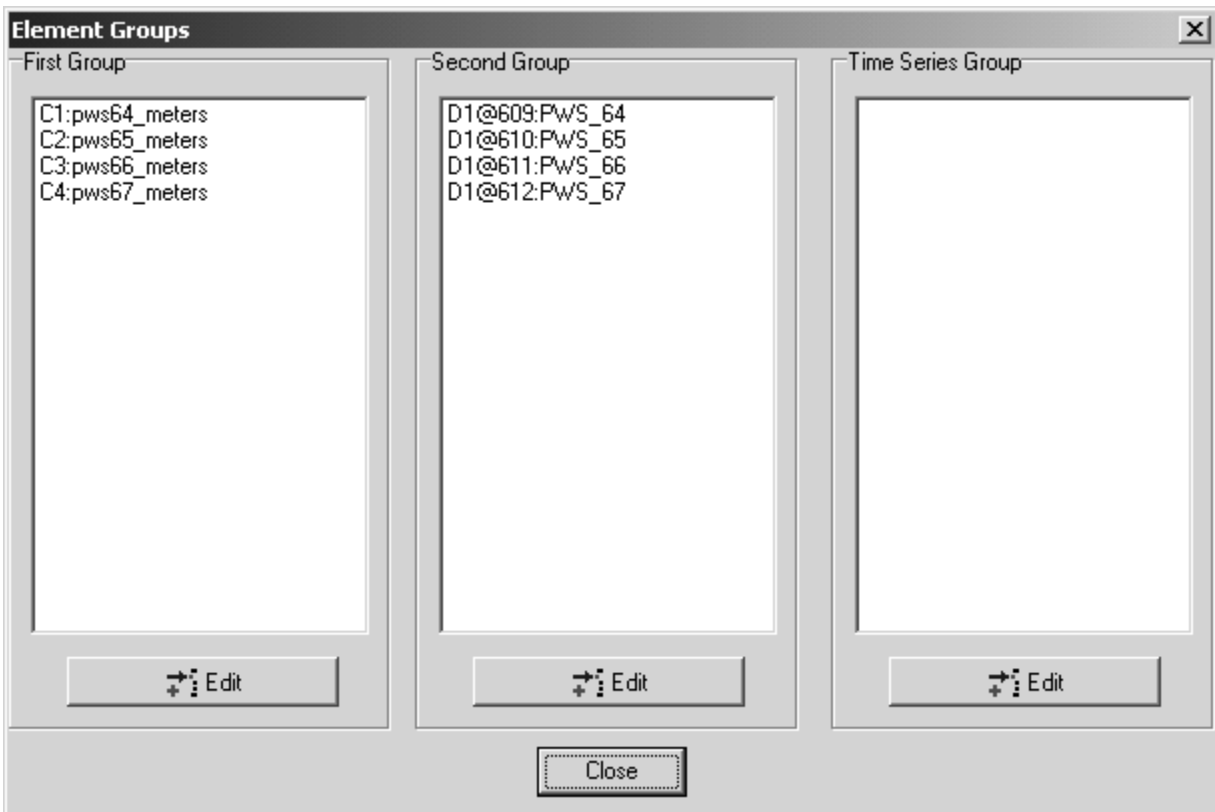 Element Groups
First Group
C1:pws64_meters
C2:pws65_meters
C3:pws66_meters
C4:pws67_meters
Edit
Second Group
D1@609:PWS_64
D1@610:PWS_65
D1@611:PWS_66
D1@612:PWS_67
Edit
Time Series Group
Edit
Close